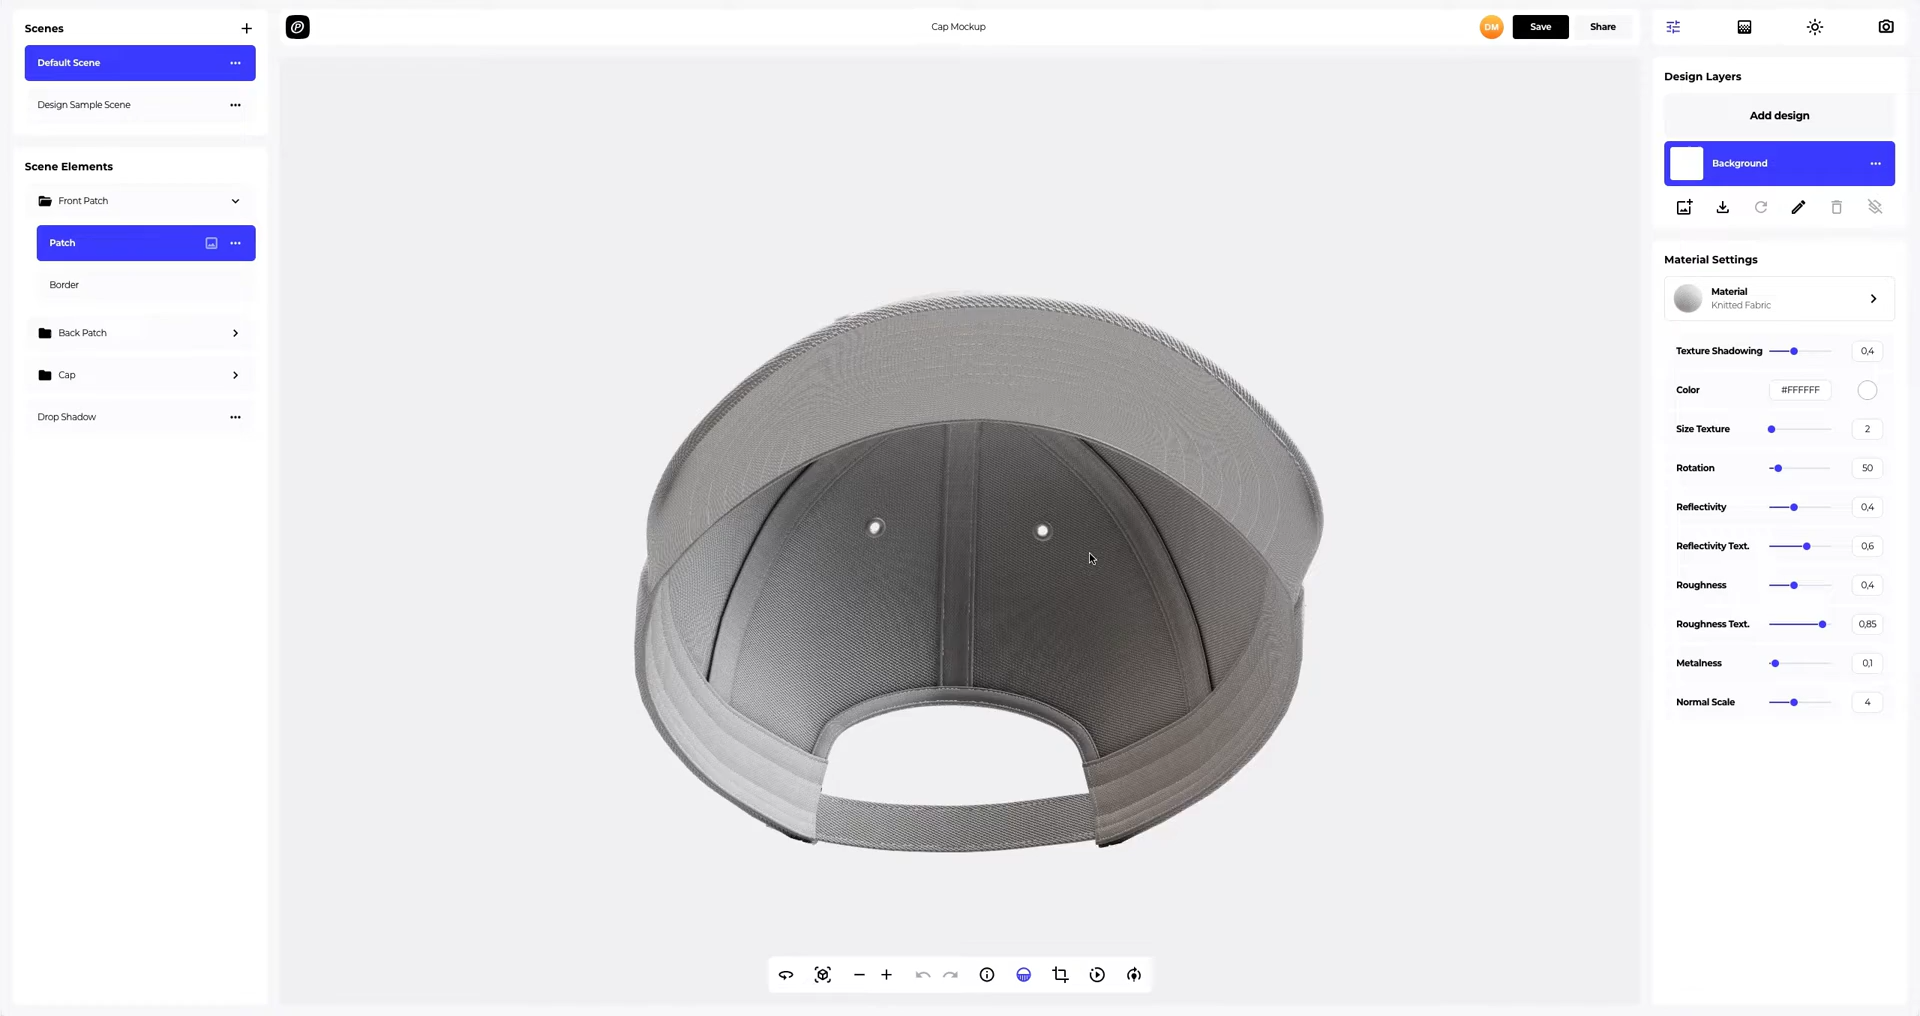 Scenes
Default Scene
Design Sample Scene
Scene Elements
Front Patch
Patch
Border
Back Patch
Cap
Drop Shadow
Cap Mockup
DM
Save
Share
Design Layers
Add design
Background
Material Settings
Material
Knitted Fabric
Texture Shadowing 0,4
Color #FFFFFF
Size Texture 2
Rotation 50
Reflectivity 0,4
Reflectivity Text. 0,6
Roughness 0,4
Roughness Text. 0,85
Metalness 0,1
Normal Scale 4